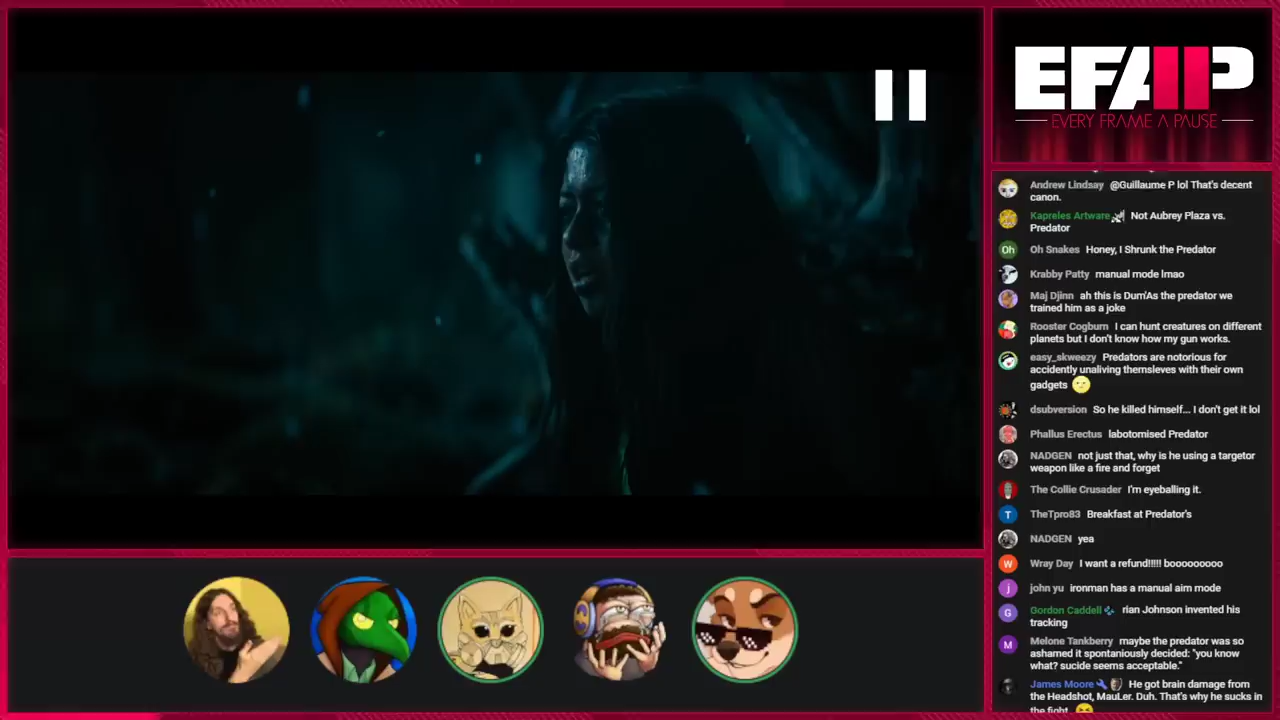 EFAP
EVERY FRAME A PAUSE
Andrew Lindsay @Guillaume P lol That's decent
canon.
Kapreles Artware Not Aubrey Plaza vs.
Predator
Oh
Oh Snakes Honey, I Shrunk the Predator
Krabby Patty manual mode lmao
Maj Djinn ah this is Dum'As the predator we
trained him as a joke
Rooster Cogburn I can hunt creatures on different
planets but I don't know how my gun works.
easy_skweezy Predators are notorious for
accidently unaliving themsleves with their own
gadgets
dsubversion So he killed himself... I don't get it lol
Phallus Erectus labotomised Predator
NADGEN not just that, why is he using a targetor
weapon like a fire and forget
The Collie Crusader I'm eyeballing it.
T
TheTpro83 Breakfast at Predator's
NADGEN yea
W
Wray Day I want a refund!!!!! booooooooo
j
john yu ironman has a manual aim mode
G
Gordon Caddell rian Johnson invented his
tracking
M
Melone Tankberry maybe the predator was so
ashamed it spontaniously decided: "you know
what? sucide seems acceptable."
James Moore He got brain damage from
the Headshot, MauLer. Duh. That's why he sucks in
the fight.